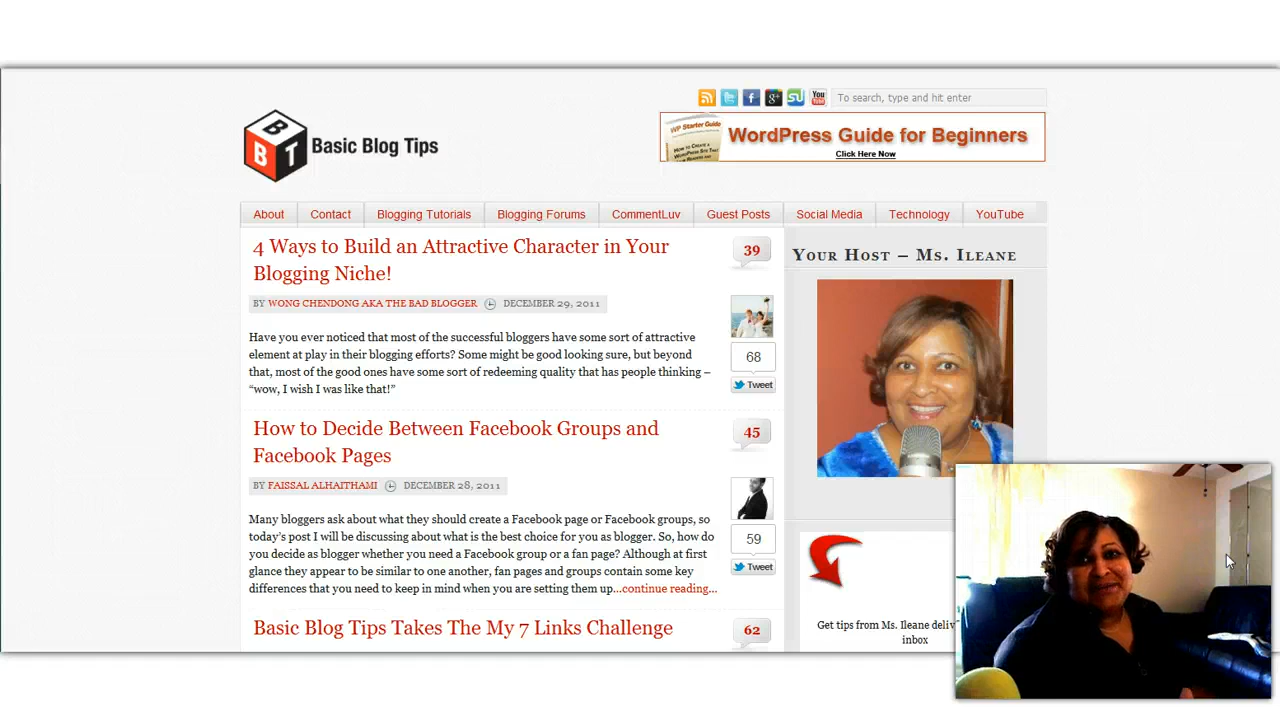 To search, type and hit enter
You
B
B
T
Basic Blog Tips
WP Starter Guide
WordPress Guide for Beginners
Click Here Now
About
Contact
Blogging Tutorials
Blogging Forums
CommentLuv
Guest Posts
Social Media
Technology
YouTube
4 Ways to Build an Attractive Character in Your
Blogging Niche!
39
BY WONG CHENDONG AKA THE BAD BLOGGER DECEMBER 29, 2011
Have you ever noticed that most of the successful bloggers have some sort of attractive
element at play in their blogging efforts? Some might be good looking sure, but beyond
that, most of the good ones have some sort of redeeming quality that has people thinking –
“wow, I wish I was like that!”
68
Tweet
How to Decide Between Facebook Groups and
Facebook Pages
45
BY FAISSAL ALHAITHAMI DECEMBER 28, 2011
Many bloggers ask about what they should create a Facebook page or Facebook groups, so
today’s post I will be discussing about what is the best choice for you as blogger. So, how do
you decide as blogger whether you need a Facebook group or a fan page? Although at first
glance they appear to be similar to one another, fan pages and groups contain some key
differences that you need to keep in mind when you are setting them up...continue reading...
59
Tweet
Basic Blog Tips Takes The My 7 Links Challenge
62
Your Host – Ms. Ileane
Get tips from Ms. Ileane deliv
inbox